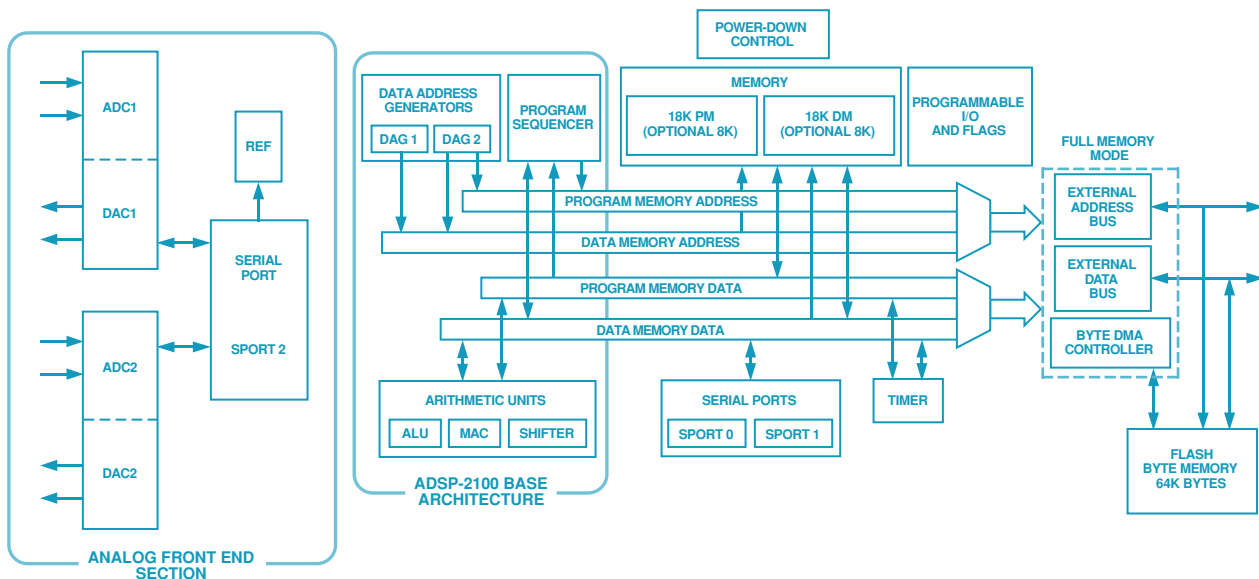 ADC1
DAC1
ADC2
DAC2
REF
SERIAL
PORT
SPORT 2
ANALOG FRONT END
SECTION
DATA ADDRESS
GENERATORS
DAG 1
DAG 2
PROGRAM
SEQUENCER
ARITHMETIC UNITS
ALU
MAC
SHIFTER
ADSP-2100 BASE
ARCHITECTURE
POWER-DOWN
CONTROL
MEMORY
18K PM
(OPTIONAL 8K)
18K DM
(OPTIONAL 8K)
PROGRAMMABLE
I/O
AND FLAGS
PROGRAM MEMORY ADDRESS
DATA MEMORY ADDRESS
PROGRAM MEMORY DATA
DATA MEMORY DATA
SERIAL PORTS
SPORT 0
SPORT 1
TIMER
FULL MEMORY
MODE
EXTERNAL
ADDRESS
BUS
EXTERNAL
DATA
BUS
BYTE DMA
CONTROLLER
FLASH
BYTE MEMORY
64K BYTES